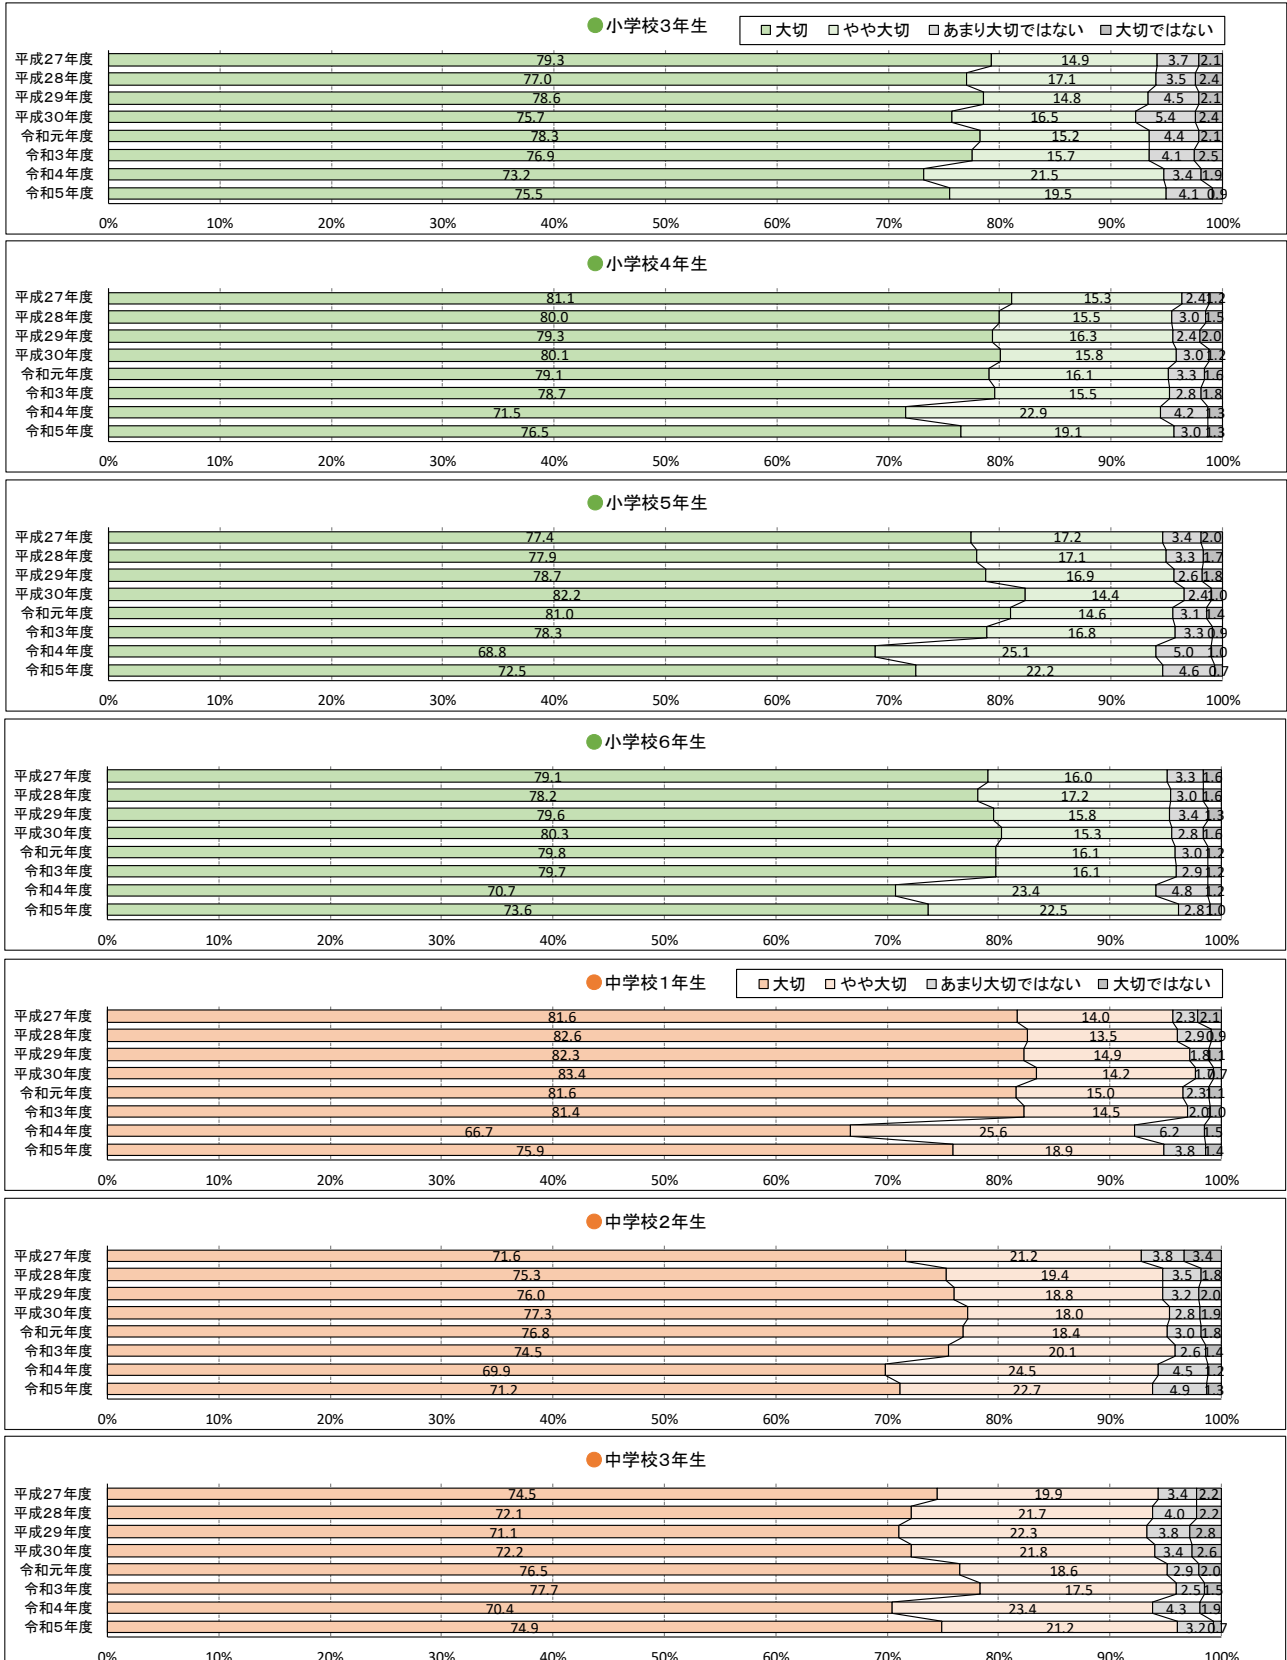 ●小学校3年生
大切 やや大切 あまり大切ではない 大切ではない
平成27年度 79.3 14.9 3.7 2.1
平成28年度 77.0 17.1 3.5 2.4
平成29年度 78.6 14.8 4.5 2.1
平成30年度 75.7 16.5 5.4 2.4
令和元年度 78.3 15.2 4.4 2.1
令和3年度 76.9 15.7 4.1 2.5
令和4年度 73.2 21.5 3.4 1.9
令和5年度 75.5 19.5 4.1 0.9
0% 10% 20% 30% 40% 50% 60% 70% 80% 90% 100%
●小学校4年生
平成27年度 81.1 15.3 2.4 1.2
平成28年度 80.0 15.5 3.0 1.5
平成29年度 79.3 16.3 2.4 2.0
平成30年度 80.1 15.8 3.0 1.2
令和元年度 79.1 16.1 3.3 1.6
令和3年度 78.7 15.5 2.8 1.8
令和4年度 71.5 22.9 4.2 1.3
令和5年度 76.5 19.1 3.0 1.3
0% 10% 20% 30% 40% 50% 60% 70% 80% 90% 100%
●小学校5年生
平成27年度 77.4 17.2 3.4 2.0
平成28年度 77.9 17.1 3.3 1.7
平成29年度 78.7 16.9 2.6 1.8
平成30年度 82.2 14.4 2.4 1.0
令和元年度 81.0 14.6 3.1 1.4
令和3年度 78.3 16.8 3.3 0.9
令和4年度 68.8 25.1 5.0 1.0
令和5年度 72.5 22.2 4.6 0.7
0% 10% 20% 30% 40% 50% 60% 70% 80% 90% 100%
●小学校6年生
平成27年度 79.1 16.0 3.3 1.6
平成28年度 78.2 17.2 3.0 1.6
平成29年度 79.6 15.8 3.4 1.3
平成30年度 80.3 15.3 2.8 1.6
令和元年度 79.8 16.1 3.0 1.2
令和3年度 79.7 16.1 2.9 1.2
令和4年度 70.7 23.4 4.8 1.2
令和5年度 73.6 22.5 2.8 1.0
0% 10% 20% 30% 40% 50% 60% 70% 80% 90% 100%
●中学校1年生
大切 やや大切 あまり大切ではない 大切ではない
平成27年度 81.6 14.0 2.3 2.1
平成28年度 82.6 13.5 2.9 0.9
平成29年度 82.3 14.9 1.8 1.1
平成30年度 83.4 14.2 1.7 0.7
令和元年度 81.6 15.0 2.3 1.1
令和3年度 81.4 14.5 2.0 1.0
令和4年度 66.7 25.6 6.2 1.5
令和5年度 75.9 18.9 3.8 1.4
0% 10% 20% 30% 40% 50% 60% 70% 80% 90% 100%
●中学校2年生
平成27年度 71.6 21.2 3.8 3.4
平成28年度 75.3 19.4 3.5 1.8
平成29年度 76.0 18.8 3.2 2.0
平成30年度 77.3 18.0 2.8 1.9
令和元年度 76.8 18.4 3.0 1.8
令和3年度 74.5 20.1 2.6 1.4
令和4年度 69.9 24.5 4.5 1.2
令和5年度 71.2 22.7 4.9 1.3
0% 10% 20% 30% 40% 50% 60% 70% 80% 90% 100%
●中学校3年生
平成27年度 74.5 19.9 3.4 2.2
平成28年度 72.1 21.7 4.0 2.2
平成29年度 71.1 22.3 3.8 2.8
平成30年度 72.2 21.8 3.4 2.6
令和元年度 76.5 18.6 2.9 2.0
令和3年度 77.7 17.5 2.5 1.5
令和4年度 70.4 23.4 4.3 1.9
令和5年度 74.9 21.2 3.2 0.7
0% 10% 20% 30% 40% 50% 60% 70% 80% 90% 100%